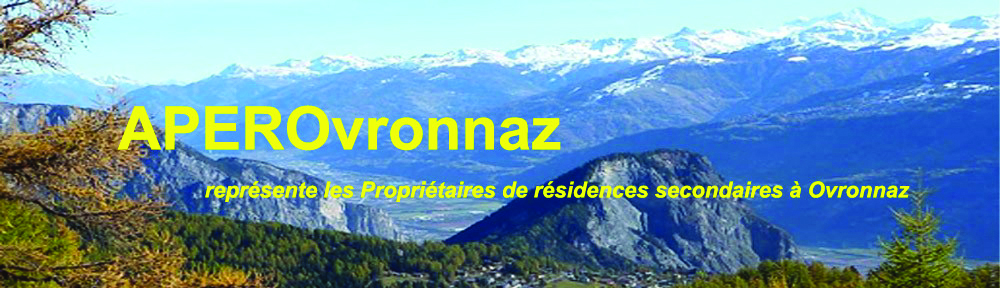 APEROvronnaz
représente les Propriétaires de résidences secondaires à Ovronnaz